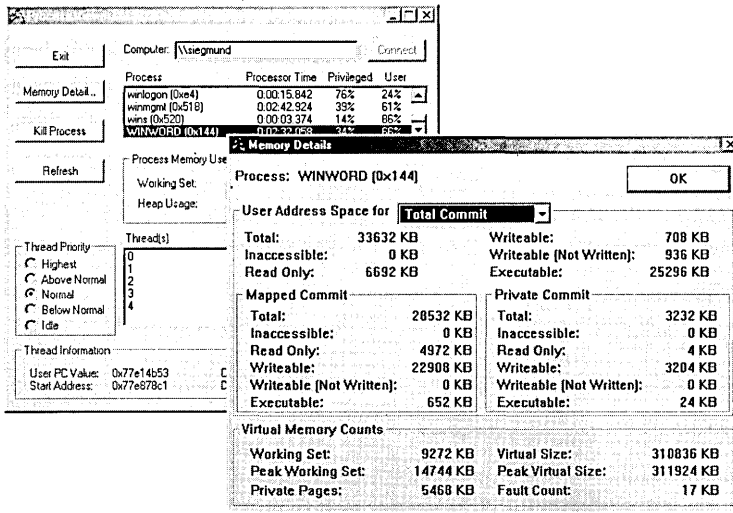 Exit
Computer: \\siegmund
Connect
Process Processor Time Privileged User
Memory Detail...
winlogon (0xe4) 0:00:15.842 76% 24%
winmgmt (0x518) 0:02:42.924 39% 61%
wins (0x520) 0:00:03.374 14% 86%
WINWORD (0x144) 0:02:32.058 34% 66%
Kill Process
Refresh
Process Memory Use
Working Set:
Heap Usage:
Thread Priority
Highest
Above Normal
Normal
Below Normal
Idle
Thread(s)
0
1
2
3
4
Thread Information
User PC Value: 0x77e14b53
Start Address: 0x77e878c1
Memory Details
Process: WINWORD (0x144)
OK
User Address Space for Total Commit
Total: 33632 KB Writeable: 708 KB
Inaccessible: 0 KB Writeable (Not Written): 936 KB
Read Only: 6692 KB Executable: 25296 KB
Mapped Commit
Total: 28532 KB
Inaccessible: 0 KB
Read Only: 4972 KB
Writeable: 22908 KB
Writeable (Not Written): 0 KB
Executable: 652 KB
Private Commit
Total: 3232 KB
Inaccessible: 0 KB
Read Only: 4 KB
Writeable: 3204 KB
Writeable (Not Written): 0 KB
Executable: 24 KB
Virtual Memory Counts
Working Set: 9272 KB Virtual Size: 310836 KB
Peak Working Set: 14744 KB Peak Virtual Size: 311924 KB
Private Pages: 5468 KB Fault Count: 17 KB